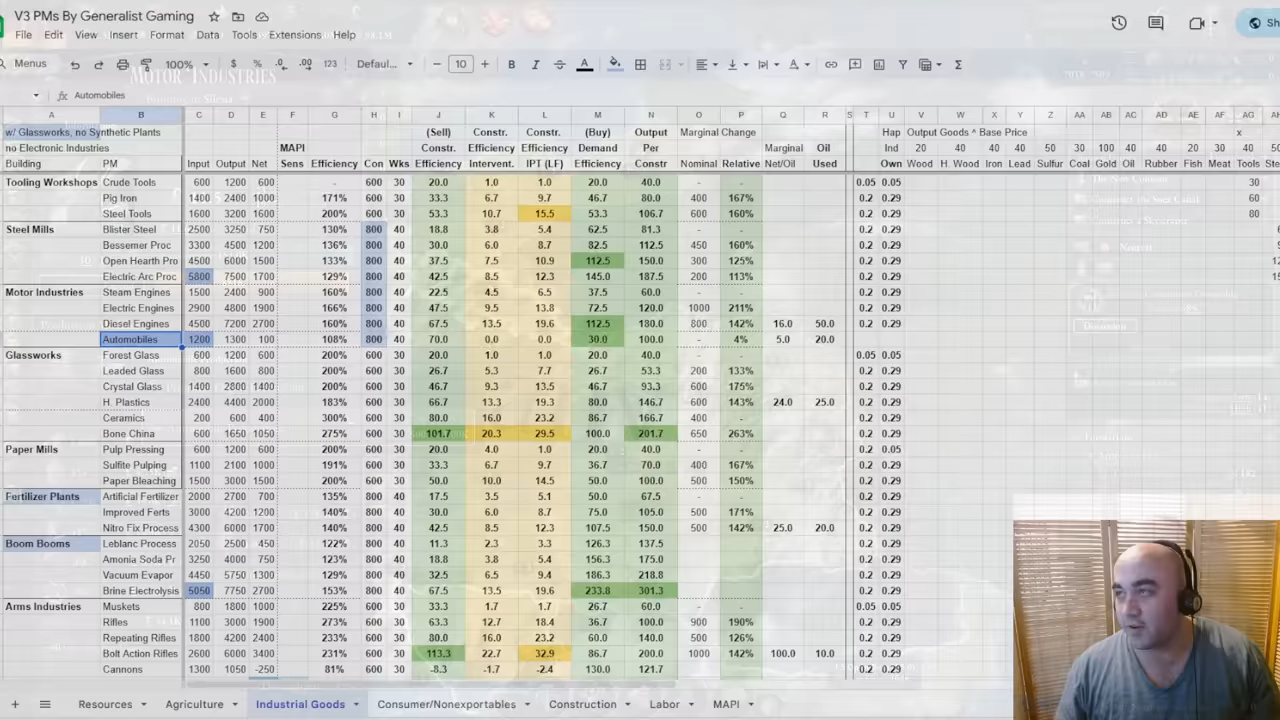 V3 PMs By Generalist Gaming
File Edit View Insert Format Data Tools Extensions Help
Menus 100% $ % .0 .00 123 Defaul... 10 B I A Σ
MOTOR INDUSTRIES
fx Automobiles
A B C D E F G H I J K L M N O P Q R S T U V W X Y Z AA AB AC AD AE AF AG
w/ Glassworks, no Synthetic Plants (Sell) Constr. Constr. (Buy) Output Marginal Change Marginal Oil Hap Output Goods ^ Base Price x
no Electronic Industries MAPI Constr. Efficiency Efficiency Demand Per Ind 20 40 40 40 50 30 100 40 40 20 30 40
Building PM Input Output Net Sens Efficiency Con Wks Efficiency Intervent. IPT (LF) Efficiency Constr Nominal Relative Net/Oil Used Own Wood H. Wood Iron Lead Sulfur Coal Gold Oil Rubber Fish Meat Tools
Tooling Workshops Crude Tools 600 1200 600 - 600 30 20.0 1.0 1.0 20.0 40.0 - - 0.05 0.05 30
Pig Iron 1400 2400 1000 171% 600 30 33.3 6.7 9.7 46.7 80.0 400 167% 0.2 0.29 60
Steel Tools 1600 3200 1600 200% 600 30 53.3 10.7 15.5 53.3 106.7 600 160% 0.2 0.29 80
Steel Mills Blister Steel 2500 3250 750 130% 800 40 18.8 3.8 5.4 62.5 81.3 - - 0.2 0.29
Bessemer Proc 3300 4500 1200 136% 800 40 30.0 6.0 8.7 82.5 112.5 450 160% 0.2 0.29
Open Hearth Pro 4500 6000 1500 133% 800 40 37.5 7.5 10.9 112.5 150.0 300 125% 0.2 0.29
Electric Arc Proc 5800 7500 1700 129% 800 40 42.5 8.5 12.3 145.0 187.5 200 113% 0.2 0.29
Motor Industries Steam Engines 1500 2400 900 160% 800 40 22.5 4.5 6.5 37.5 60.0 - - 0.2 0.29
Electric Engines 2900 4800 1900 166% 800 40 47.5 9.5 13.8 72.5 120.0 1000 211% 0.2 0.29
Diesel Engines 4500 7200 2700 160% 800 40 67.5 13.5 19.6 112.5 180.0 800 142% 16.0 50.0 0.2 0.29
Automobiles 1200 1300 100 108% 800 40 70.0 0.0 0.0 30.0 100.0 - 4% 5.0 20.0
Glassworks Forest Glass 600 1200 600 200% 600 30 20.0 1.0 1.0 20.0 40.0 - - 0.05 0.05
Leaded Glass 800 1600 800 200% 600 30 26.7 5.3 7.7 26.7 53.3 200 133% 0.2 0.29
Crystal Glass 1400 2800 1400 200% 600 30 46.7 9.3 13.5 46.7 93.3 600 175% 0.2 0.29
H. Plastics 2400 4400 2000 183% 600 30 66.7 13.3 19.3 80.0 146.7 600 143% 24.0 25.0 0.2 0.29
Ceramics 200 600 400 300% 600 30 80.0 16.0 23.2 86.7 166.7 400 - 0.2 0.29
Bone China 600 1650 1050 275% 600 30 101.7 20.3 29.5 100.0 201.7 650 263% 0.2 0.29
Paper Mills Pulp Pressing 600 1200 600 200% 600 30 20.0 4.0 1.0 20.0 40.0 - - 0.2 0.05
Sulfite Pulping 1100 2100 1000 191% 600 30 33.3 6.7 9.7 36.7 70.0 400 167% 0.2 0.29
Paper Bleaching 1500 3000 1500 200% 600 30 50.0 10.0 14.5 50.0 100.0 500 150% 0.2 0.29
Fertilizer Plants Artificial Fertilizer 2000 2700 700 135% 800 40 17.5 3.5 5.1 50.0 67.5 - - 0.2 0.29
Improved Ferts 3000 4200 1200 140% 800 40 30.0 6.0 8.7 75.0 105.0 500 171% 0.2 0.29
Nitro Fix Process 4300 6000 1700 140% 800 40 42.5 8.5 12.3 107.5 150.0 500 142% 25.0 20.0 0.2 0.29
Boom Booms Leblanc Process 2050 2500 450 122% 800 40 11.3 2.3 3.3 126.3 137.5 0.2 0.29
Amonia Soda Pr 3250 4000 750 123% 800 40 18.8 3.8 5.4 156.3 175.0 0.2 0.29
Vacuum Evapor 4450 5750 1300 129% 800 40 32.5 6.5 9.4 186.3 218.8 0.2 0.29
Brine Electrolysis 5050 7750 2700 153% 800 40 67.5 13.5 19.6 233.8 301.3 0.2 0.29
Arms Industries Muskets 800 1800 1000 225% 600 30 33.3 1.7 1.7 26.7 60.0 - - 0.05 0.05
Rifles 1100 3000 1900 273% 600 30 63.3 12.7 18.4 36.7 100.0 900 190% 0.2 0.29
Repeating Rifles 1800 4200 2400 233% 600 30 80.0 16.0 23.2 60.0 140.0 500 126% 0.2 0.29
Bolt Action Rifles 2600 6000 3400 231% 600 30 113.3 22.7 32.9 86.7 200.0 1000 142% 100.0 10.0 0.2 0.29
Cannons 1300 1050 -250 81% 600 30 -8.3 -1.7 -2.4 130.0 121.7 0.2 0.29
Resources Agriculture Industrial Goods Consumer/Nonexportables Construction Labor MAPI